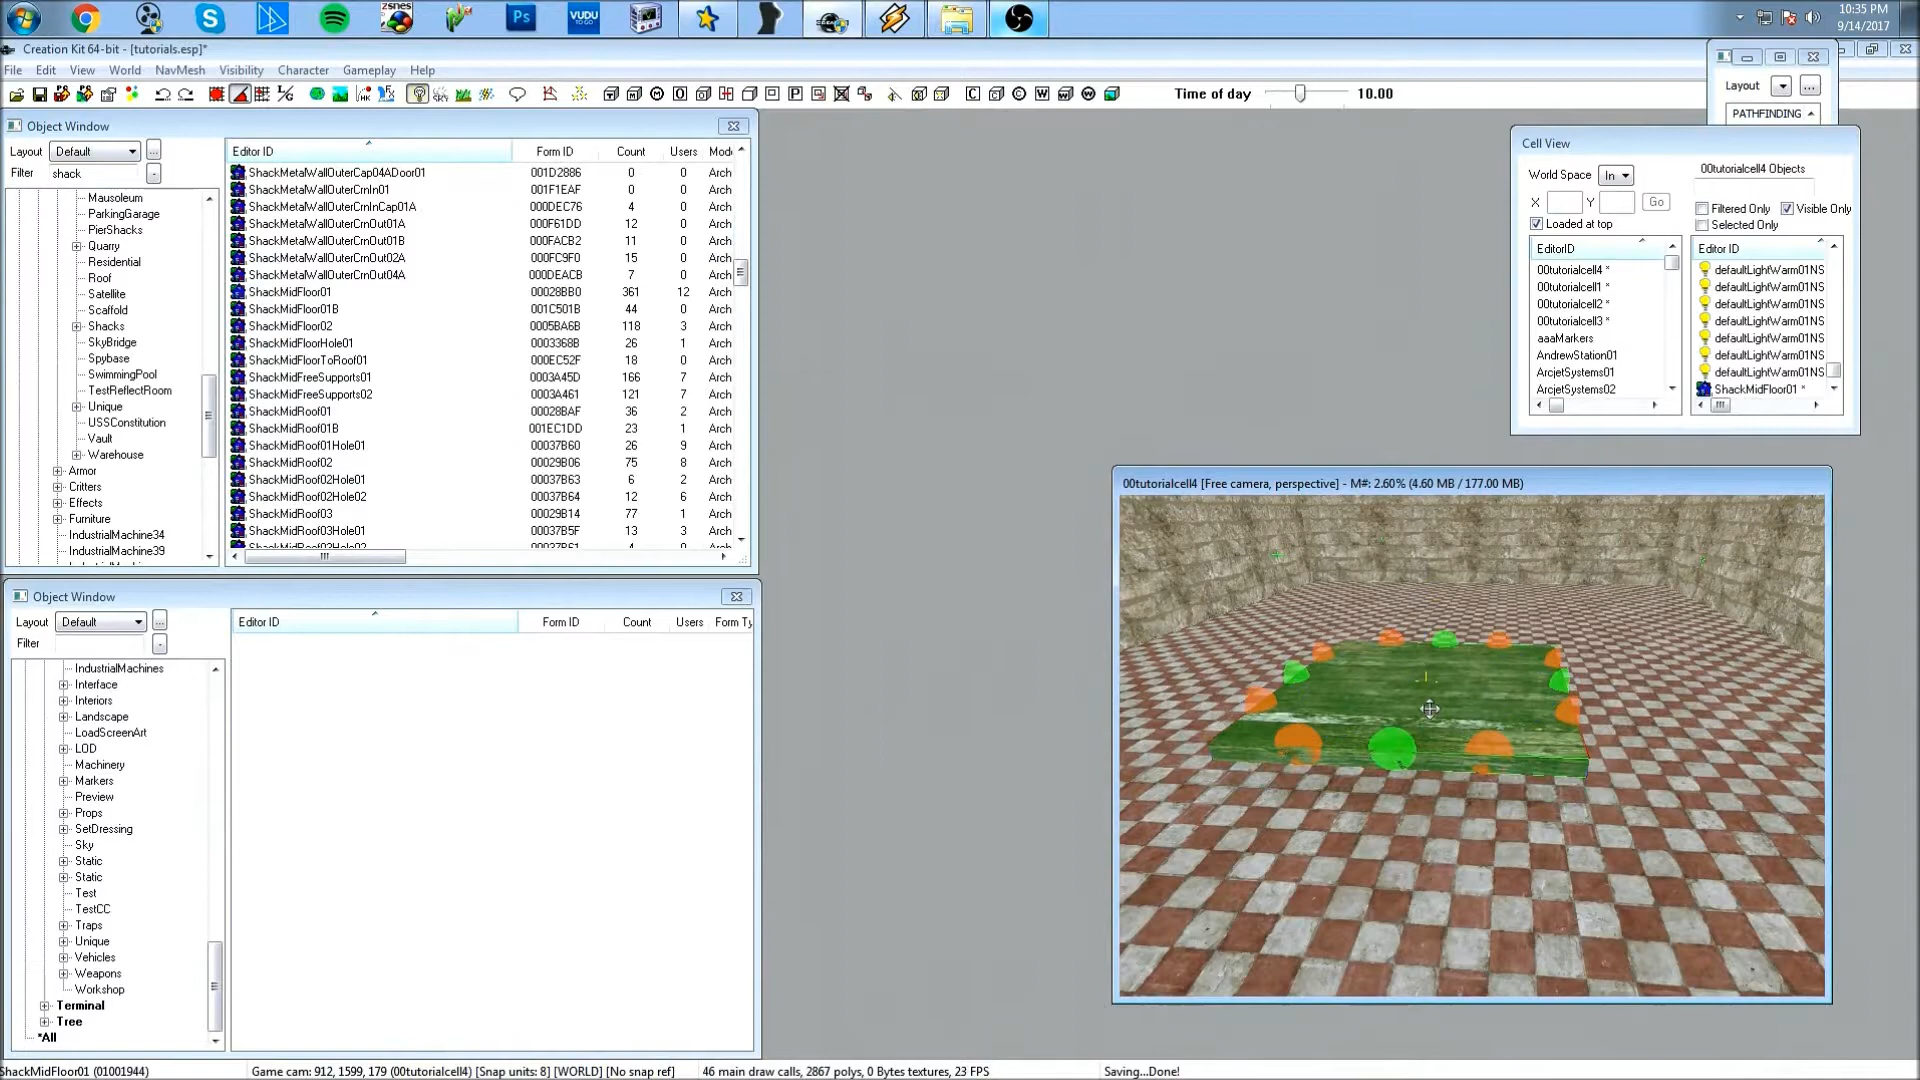 zsnes
Ps
VUDU
TO GO
10:35 PM
9/14/2017
Creation Kit 64-bit - [tutorials.esp]*
File Edit View World NavMesh Visibility Character Gameplay Help
Time of day 10.00
Layout
PATHFINDING
Object Window
Layout Default
Filter shack
Mausoleum
ParkingGarage
PierShacks
Quarry
Residential
Roof
Satellite
Scaffold
Shacks
SkyBridge
Spybase
SwimmingPool
TestReflectRoom
Unique
USSConstitution
Vault
Warehouse
Armor
Critters
Effects
Furniture
IndustrialMachine34
IndustrialMachine39
Editor ID Form ID Count Users Mode
ShackMetalWallOuterCap04ADoor01 001D2886 0 0 Arch
ShackMetalWallOuterCrnIn01 001F1EAF 0 0 Arch
ShackMetalWallOuterCrnInCap01A 000DEC76 4 0 Arch
ShackMetalWallOuterCrnOut01A 000F61DD 12 0 Arch
ShackMetalWallOuterCrnOut01B 000FACB2 11 0 Arch
ShackMetalWallOuterCrnOut02A 000FC9F0 15 0 Arch
ShackMetalWallOuterCrnOut04A 000DEACB 7 0 Arch
ShackMidFloor01 00028BB0 361 12 Arch
ShackMidFloor01B 001C501B 44 0 Arch
ShackMidFloor02 0005BA6B 118 3 Arch
ShackMidFloorHole01 0003368B 26 1 Arch
ShackMidFloorToRoof01 000EC52F 18 0 Arch
ShackMidFreeSupports01 0003A45D 166 7 Arch
ShackMidFreeSupports02 0003A461 121 7 Arch
ShackMidRoof01 00028BAF 36 2 Arch
ShackMidRoof01B 001EC1DD 23 1 Arch
ShackMidRoof01Hole01 00037B60 26 9 Arch
ShackMidRoof02 00029B06 75 8 Arch
ShackMidRoof02Hole01 00037B63 6 2 Arch
ShackMidRoof02Hole02 00037B64 12 6 Arch
ShackMidRoof03 00029B14 77 1 Arch
ShackMidRoof03Hole01 00037B5F 13 3 Arch
ShackMidRoof03Hole02 00037B61 4
Cell View
World Space In
X Y Go
Loaded at top
EditorID
00tutorialcell4 *
00tutorialcell1 *
00tutorialcell2 *
00tutorialcell3 *
aaaMarkers
AndrewStation01
ArcjetSystems01
ArcjetSystems02
00tutorialcell4 Objects
Filtered Only Visible Only
Selected Only
Editor ID
defaultLightWarm01NS
defaultLightWarm01NS
defaultLightWarm01NS
defaultLightWarm01NS
defaultLightWarm01NS
defaultLightWarm01NS
defaultLightWarm01NS
ShackMidFloor01 *
00tutorialcell4 [Free camera, perspective] - M#: 2.60% (4.60 MB / 177.00 MB)
Object Window
Layout Default
Filter
IndustrialMachines
Interface
Interiors
Landscape
LoadScreenArt
LOD
Machinery
Markers
Preview
Props
SetDressing
Sky
Static
Static
Test
TestCC
Traps
Unique
Vehicles
Weapons
Workshop
Terminal
Tree
*All
Editor ID Form ID Count Users Form Ty
ShackMidFloor01 (01001944)
Game cam: 912, 1599, 179 (00tutorialcell4) [Snap units: 8] [WORLD] [No snap ref]
46 main draw calls, 2867 polys, 0 Bytes textures, 23 FPS
Saving...Done!